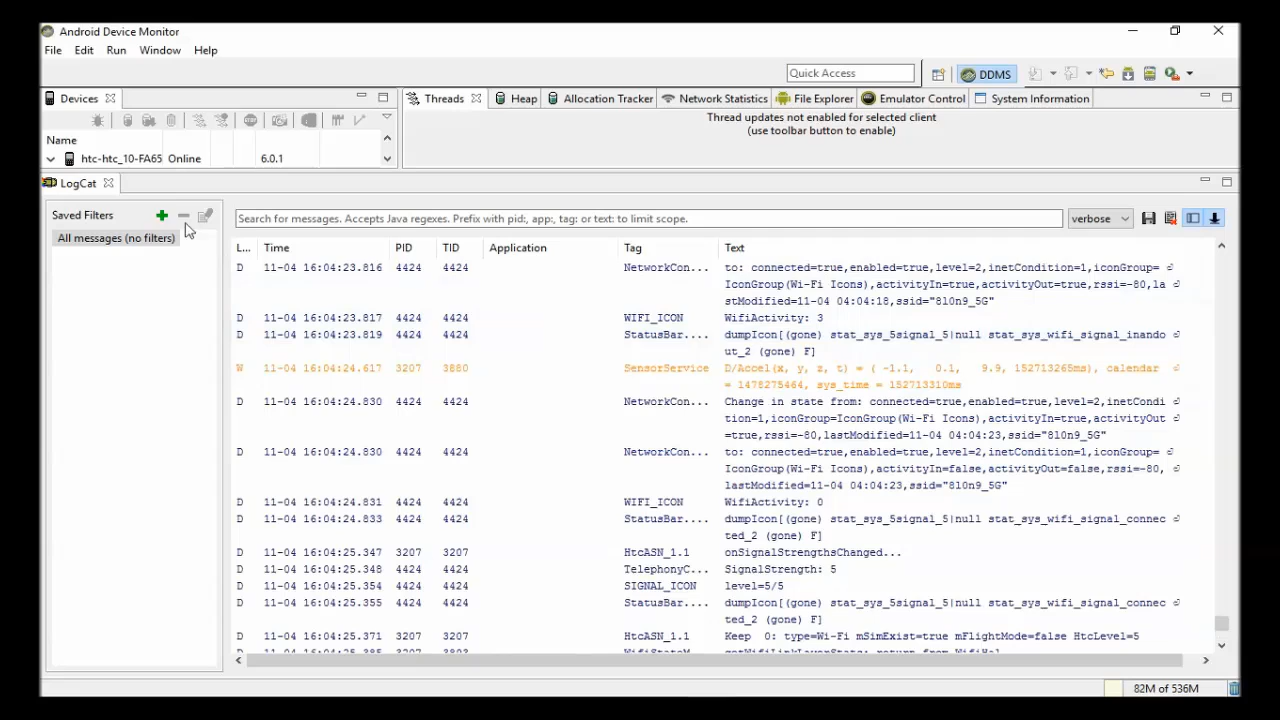 Android Device Monitor
File Edit Run Window Help
Quick Access
DDMS
Devices
Threads Heap Allocation Tracker Network Statistics File Explorer Emulator Control System Information
Thread updates not enabled for selected client
(use toolbar button to enable)
Name
htc-htc_10-FA65 Online 6.0.1
LogCat
Saved Filters
All messages (no filters)
Search for messages. Accepts Java regexes. Prefix with pid:, app:, tag: or text: to limit scope.
verbose
L... Time PID TID Application Tag Text
D 11-04 16:04:23.816 4424 4424 NetworkCon... to: connected=true,enabled=true,level=2,inetCondition=1,iconGroup=
IconGroup(Wi-Fi Icons),activityIn=true,activityOut=true,rssi=-80,la
stModified=11-04 04:04:18,ssid="8l0n9_5G"
D 11-04 16:04:23.817 4424 4424 WIFI_ICON WifiActivity: 3
D 11-04 16:04:23.819 4424 4424 StatusBar.... dumpIcon[(gone) stat_sys_5signal_5|null stat_sys_wifi_signal_inando
ut_2 (gone) F]
W 11-04 16:04:24.617 3207 3880 SensorService D/Accel(x, y, z, t) = ( -1.1, 0.1, 9.9, 152713265ms), calendar
= 1478275464, sys_time = 152713310ms
D 11-04 16:04:24.830 4424 4424 NetworkCon... Change in state from: connected=true,enabled=true,level=2,inetCondi
tion=1,iconGroup=IconGroup(Wi-Fi Icons),activityIn=true,activityOut
=true,rssi=-80,lastModified=11-04 04:04:23,ssid="8l0n9_5G"
D 11-04 16:04:24.830 4424 4424 NetworkCon... to: connected=true,enabled=true,level=2,inetCondition=1,iconGroup=
IconGroup(Wi-Fi Icons),activityIn=false,activityOut=false,rssi=-80,
lastModified=11-04 04:04:23,ssid="8l0n9_5G"
D 11-04 16:04:24.831 4424 4424 WIFI_ICON WifiActivity: 0
D 11-04 16:04:24.833 4424 4424 StatusBar.... dumpIcon[(gone) stat_sys_5signal_5|null stat_sys_wifi_signal_connec
ted_2 (gone) F]
D 11-04 16:04:25.347 3207 3207 HtcASN_1.1 onSignalStrengthsChanged...
D 11-04 16:04:25.348 4424 4424 TelephonyC... SignalStrength: 5
D 11-04 16:04:25.354 4424 4424 SIGNAL_ICON level=5/5
D 11-04 16:04:25.355 4424 4424 StatusBar.... dumpIcon[(gone) stat_sys_5signal_5|null stat_sys_wifi_signal_connec
ted_2 (gone) F]
D 11-04 16:04:25.371 3207 3207 HtcASN_1.1 Keep 0: type=Wi-Fi mSimExist=true mFlightMode=false HtcLevel=5
82M of 536M